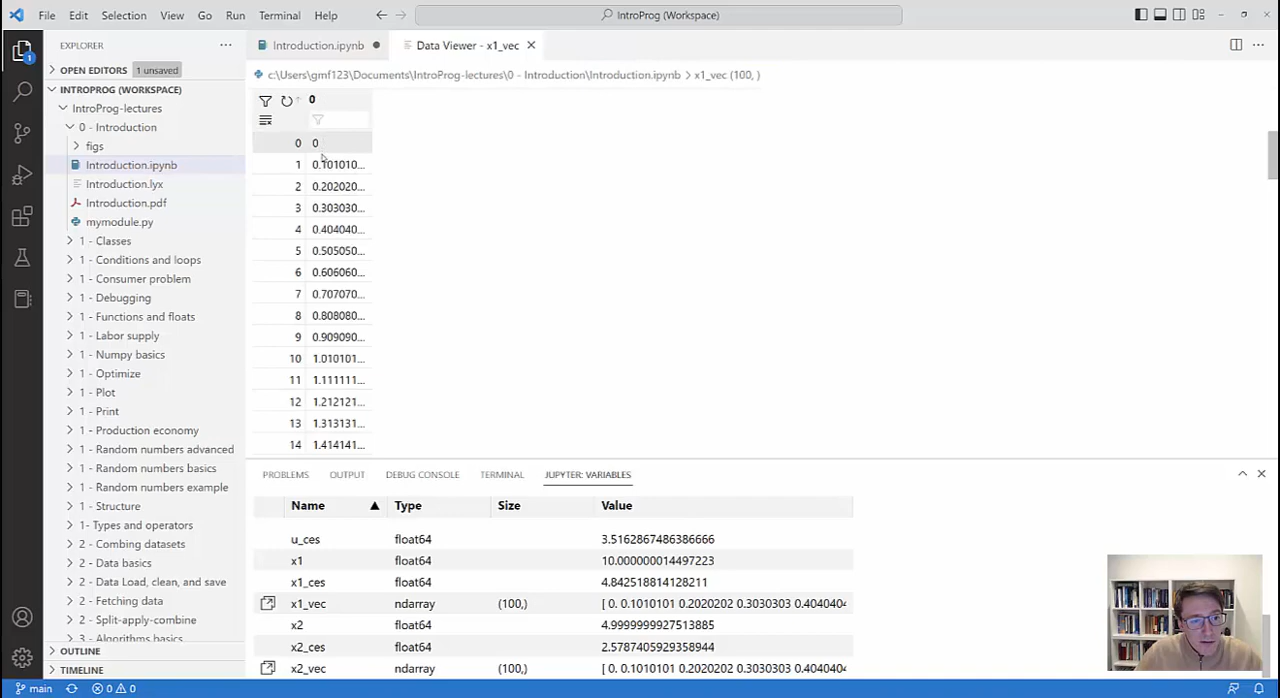 File Edit Selection View Go Run Terminal Help IntroProg (Workspace)
EXPLORER
Introduction.ipynb
Data Viewer - x1_vec
OPEN EDITORS 1 unsaved
INTROPROG (WORKSPACE)
IntroProg-lectures
0 - Introduction
figs
Introduction.ipynb
Introduction.lyx
Introduction.pdf
mymodule.py
1 - Classes
1 - Conditions and loops
1 - Consumer problem
1 - Debugging
1 - Functions and floats
1 - Labor supply
1 - Numpy basics
1 - Optimize
1 - Plot
1 - Print
1 - Production economy
1 - Random numbers advanced
1 - Random numbers basics
1 - Random numbers example
1 - Structure
1- Types and operators
2 - Combing datasets
2 - Data basics
2 - Data Load, clean, and save
2 - Fetching data
2 - Split-apply-combine
3 - Algorithms basics
OUTLINE
TIMELINE
c:\Users\gmf123\Documents\IntroProg-lectures\0 - Introduction\Introduction.ipynb > x1_vec (100, )
0
0 0
1 0.101010...
2 0.202020...
3 0.303030...
4 0.404040...
5 0.505050...
6 0.606060...
7 0.707070...
8 0.808080...
9 0.909090...
10 1.010101...
11 1.111111...
12 1.212121...
13 1.313131...
14 1.414141...
PROBLEMS OUTPUT DEBUG CONSOLE TERMINAL JUPYTER: VARIABLES
Name Type Size Value
u_ces float64 3.5162867486386666
x1 float64 10.000000014497223
x1_ces float64 4.842518814128211
x1_vec ndarray (100,) [ 0. 0.1010101 0.2020202 0.3030303 0.4040404
x2 float64 4.9999999927513885
x2_ces float64 2.5787405929358944
x2_vec ndarray (100,) [ 0. 0.1010101 0.2020202 0.3030303 0.4040404
main 0 0
1